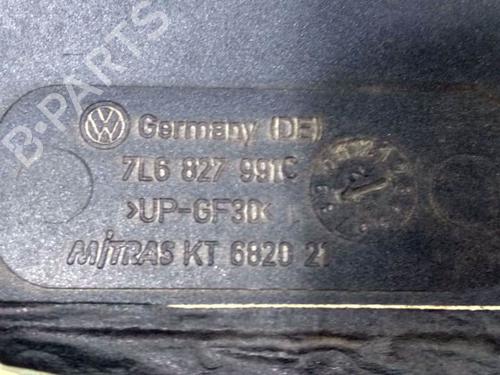 B-PARTS
Germany (DE)
7L6 827 991C
>UP-GF30<
MITRAS KT 6820 21